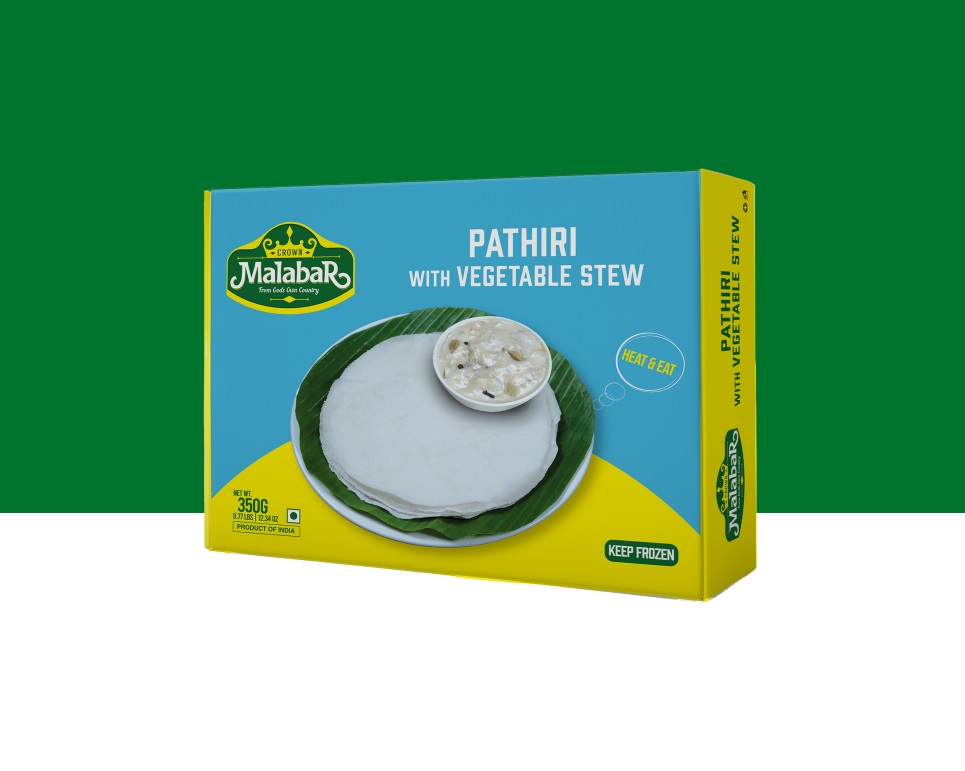 CROWN
MalabaR
From Gods Own Country
PATHIRI
WITH VEGETABLE STEW
HEAT & EAT
NET WT.
350G
0.77 LBS | 12.34 OZ
PRODUCT OF INDIA
KEEP FROZEN
PATHIRI
WITH VEGETABLE STEW
MalabaR